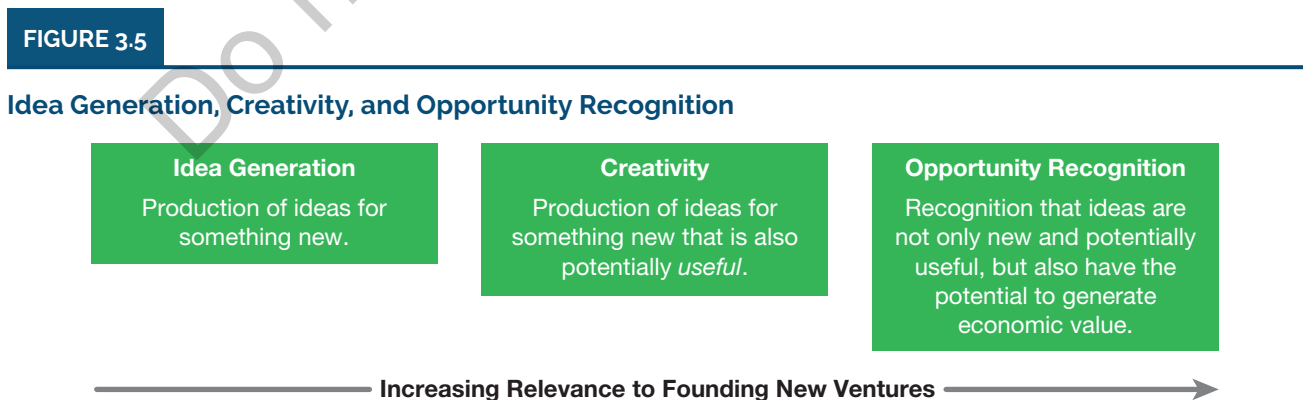 FIGURE 3.5
Do
Idea Generation, Creativity, and Opportunity Recognition
Idea Generation
Production of ideas for
something new.
Creativity
Production of ideas for
something new that is also
potentially useful.
Opportunity Recognition
Recognition that ideas are
not only new and potentially
useful, but also have the
potential to generate
economic value.
Increasing Relevance to Founding New Ventures